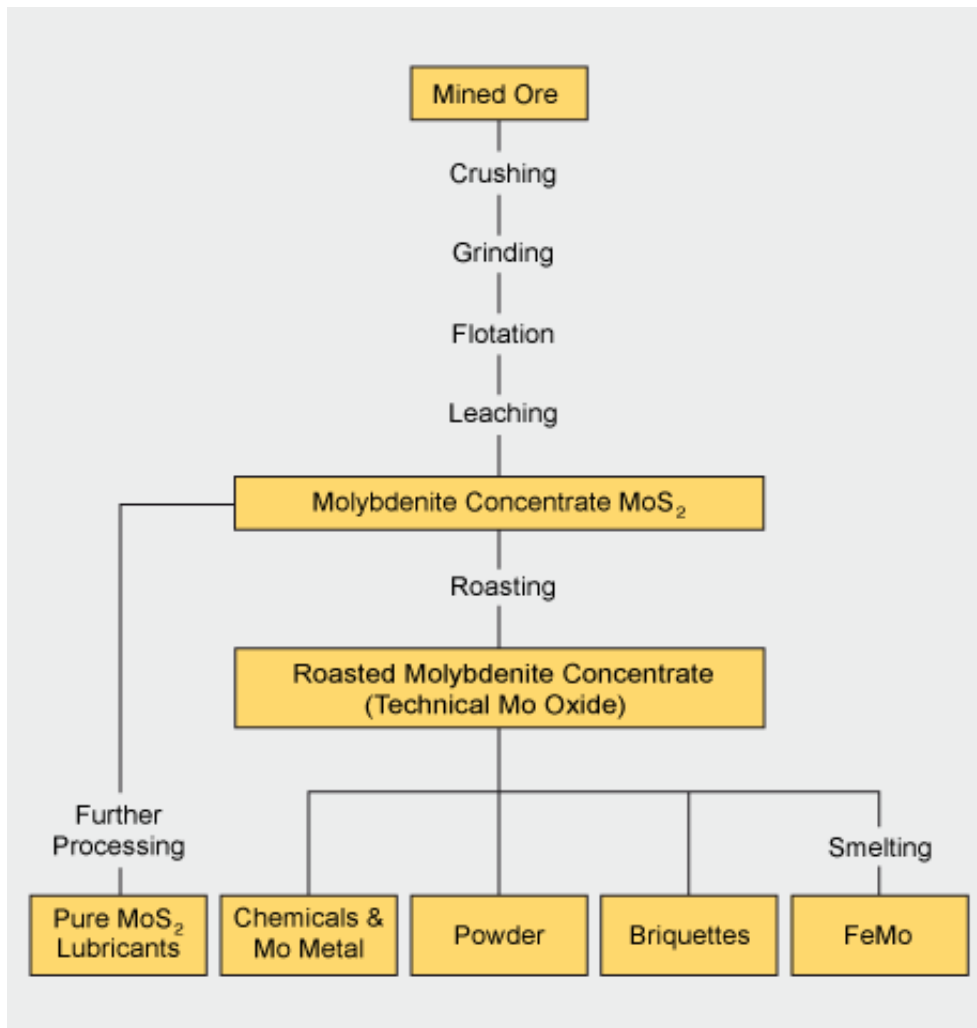 Mined Ore
Crushing
Grinding
Flotation
Leaching
Molybdenite Concentrate MoS₂
Roasting
Roasted Molybdenite Concentrate
(Technical Mo Oxide)
Further
Processing
Smelting
Pure MoS₂
Lubricants
Chemicals &
Mo Metal
Powder
Briquettes
FeMo